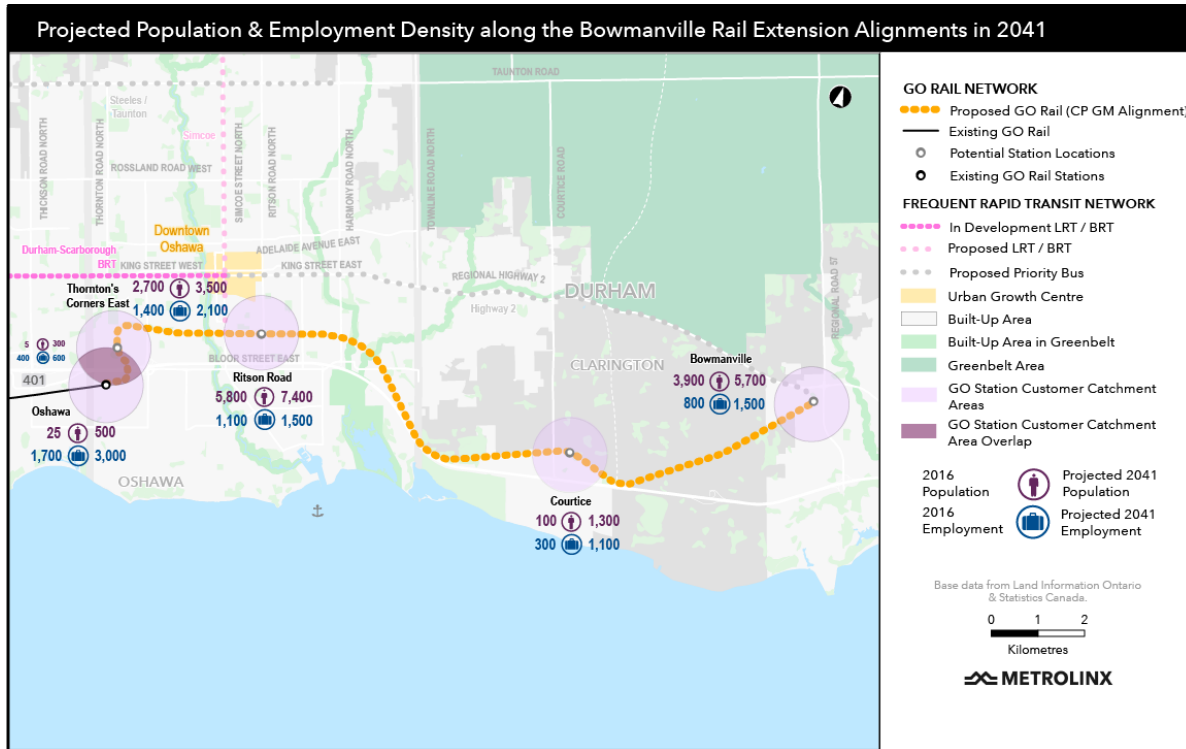 Projected Population & Employment Density along the Bowmanville Rail Extension Alignments in 2041
TAUNTON ROAD
Steeles /
Taunton
Simcoe
ROSSLAND ROAD WEST
THICKSON ROAD NORTH
THORNTON ROAD NORTH
SIMCOE STREET NORTH
RITSON ROAD NORTH
HARMONY ROAD NORTH
TOWNLINE ROAD NORTH
COURTICE ROAD
REGIONAL ROAD 57
Downtown
Oshawa
Durham-Scarborough
BRT
ADELAIDE AVENUE EAST
KING STREET WEST
KING STREET EAST
REGIONAL HIGHWAY 2
Highway 2
DURHAM
CLARINGTON
Thornton's
Corners East
2,700 3,500
1,400 2,100
5 300
400 600
401
BLOOR STREET EAST
Oshawa
25 500
1,700 3,000
OSHAWA
Ritson Road
5,800 7,400
1,100 1,500
Bowmanville
3,900 5,700
800 1,500
Courtice
100 1,300
300 1,100
GO RAIL NETWORK
Proposed GO Rail (CP GM Alignment)
Existing GO Rail
Potential Station Locations
Existing GO Rail Stations
FREQUENT RAPID TRANSIT NETWORK
In Development LRT / BRT
Proposed LRT / BRT
Proposed Priority Bus
Urban Growth Centre
Built-Up Area
Built-Up Area in Greenbelt
Greenbelt Area
GO Station Customer Catchment
Areas
GO Station Customer Catchment
Area Overlap
2016
Population
Projected 2041
Population
2016
Employment
Projected 2041
Employment
Base data from Land Information Ontario
& Statistics Canada.
0 1 2
Kilometres
METROLINX